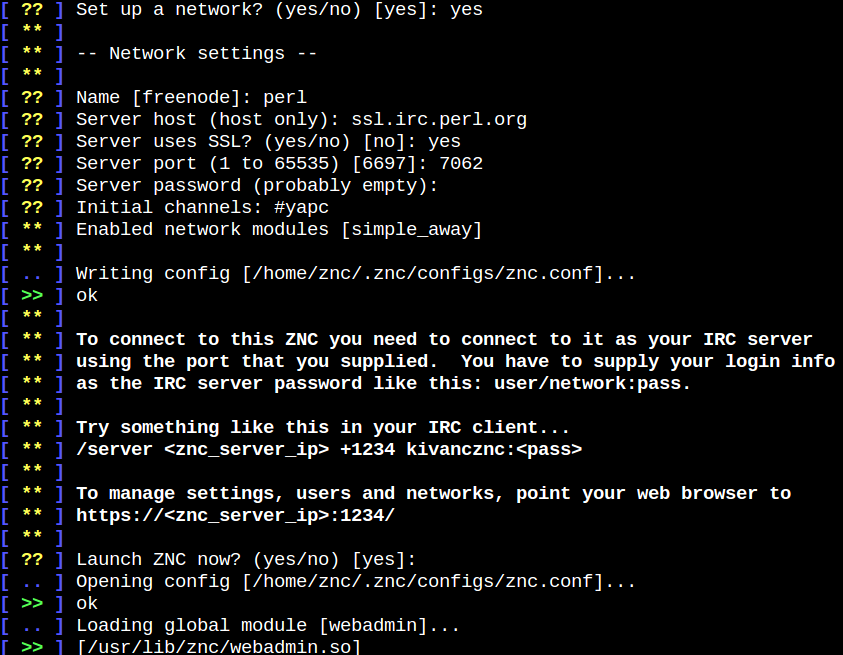 [ ?? ] Set up a network? (yes/no) [yes]: yes
[ ** ]
[ ** ] -- Network settings --
[ ** ]
[ ?? ] Name [freenode]: perl
[ ?? ] Server host (host only): ssl.irc.perl.org
[ ?? ] Server uses SSL? (yes/no) [no]: yes
[ ?? ] Server port (1 to 65535) [6697]: 7062
[ ?? ] Server password (probably empty):
[ ?? ] Initial channels: #yapc
[ ** ] Enabled network modules [simple_away]
[ ** ]
[ .. ] Writing config [/home/znc/.znc/configs/znc.conf]...
[ >> ] ok
[ ** ]
[ ** ] To connect to this ZNC you need to connect to it as your IRC server
[ ** ] using the port that you supplied.  You have to supply your login info
[ ** ] as the IRC server password like this: user/network:pass.
[ ** ]
[ ** ] Try something like this in your IRC client...
[ ** ] /server <znc_server_ip> +1234 kivancznc:<pass>
[ ** ]
[ ** ] To manage settings, users and networks, point your web browser to
[ ** ] https://<znc_server_ip>:1234/
[ ** ]
[ ?? ] Launch ZNC now? (yes/no) [yes]:
[ .. ] Opening config [/home/znc/.znc/configs/znc.conf]...
[ >> ] ok
[ .. ] Loading global module [webadmin]...
[ >> ] [/usr/lib/znc/webadmin.so]